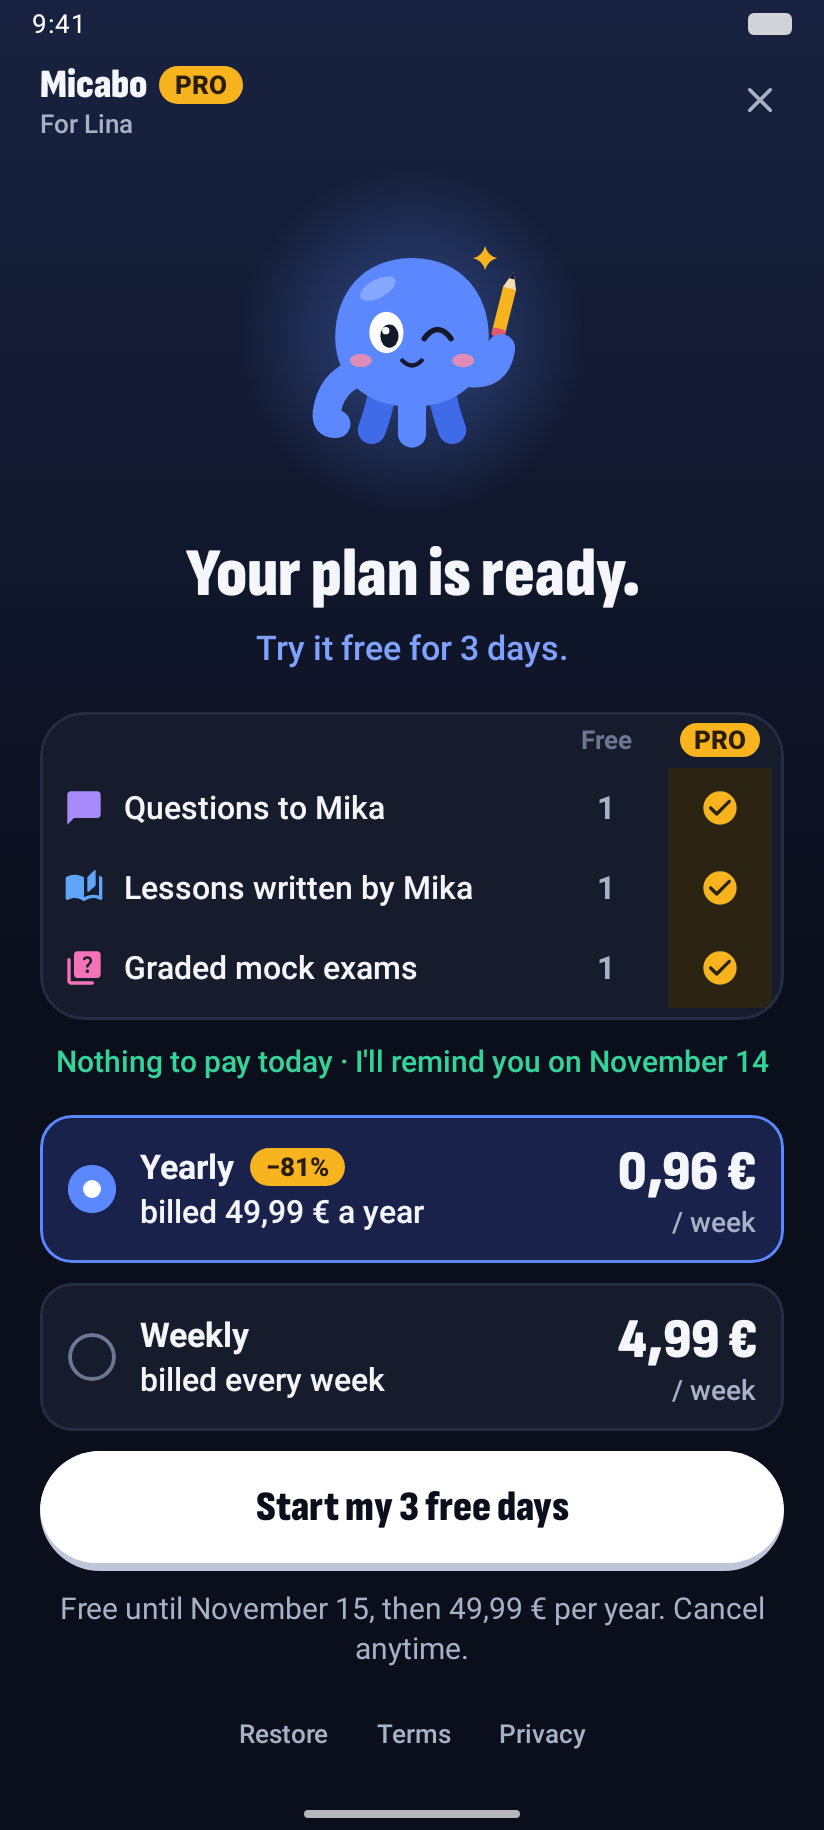 9:41
Micabo PRO
For Lina
Your plan is ready.
Try it free for 3 days.
Free PRO
Questions to Mika 1
Lessons written by Mika 1
? Graded mock exams 1
Nothing to pay today · I'll remind you on November 14
Yearly −81% 0,96 €
billed 49,99 € a year / week
Weekly 4,99 €
billed every week / week
Start my 3 free days
Free until November 15, then 49,99 € per year. Cancel
anytime.
Restore Terms Privacy